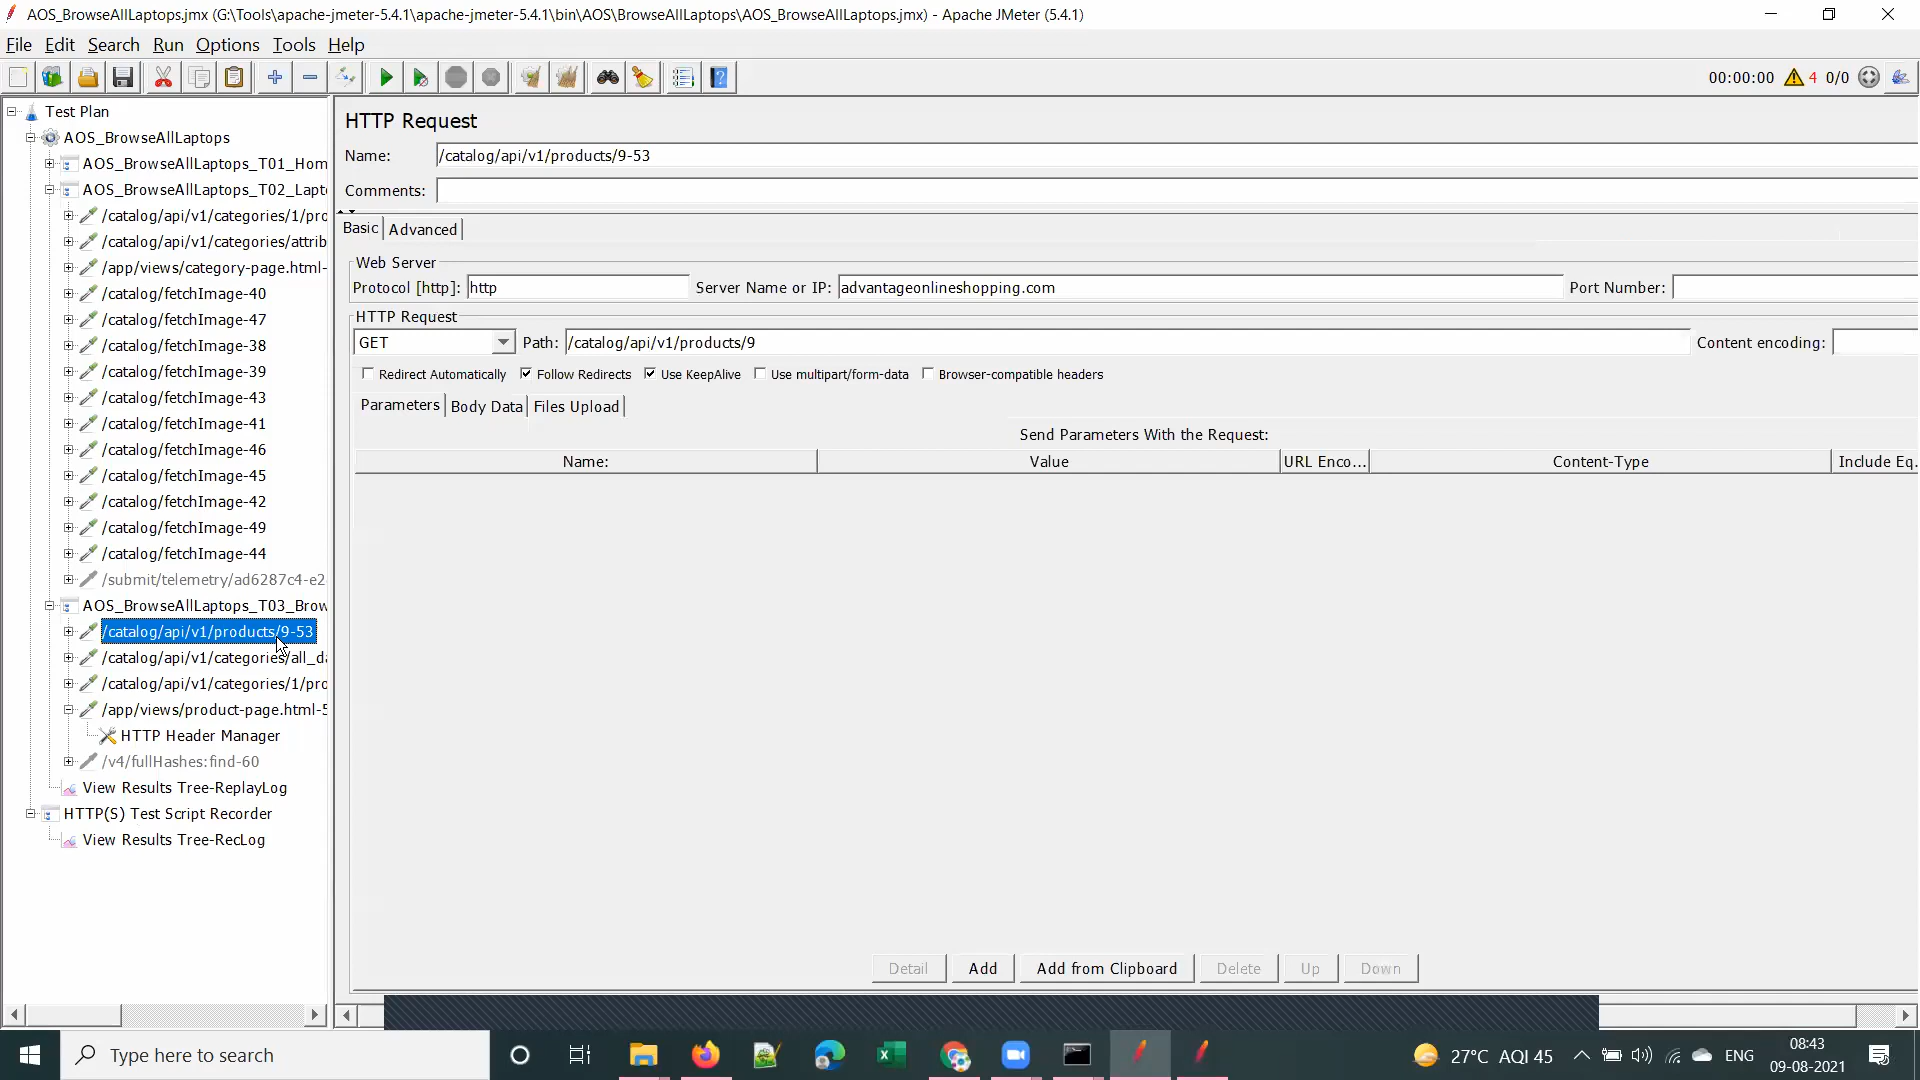 AOS_BrowseAllLaptops.jmx (G:\Tools\apache-jmeter-5.4.1\apache-jmeter-5.4.1\bin\AOS\BrowseAllLaptops\AOS_BrowseAllLaptops.jmx) - Apache JMeter (5.4.1)
File Edit Search Run Options Tools Help
00:00:00 4 0/0
Test Plan
AOS_BrowseAllLaptops
AOS_BrowseAllLaptops_T01_Hom
AOS_BrowseAllLaptops_T02_Lapt
/catalog/api/v1/categories/1/pro
/catalog/api/v1/categories/attrib
/app/views/category-page.html-
/catalog/fetchImage-40
/catalog/fetchImage-47
/catalog/fetchImage-38
/catalog/fetchImage-39
/catalog/fetchImage-43
/catalog/fetchImage-41
/catalog/fetchImage-46
/catalog/fetchImage-45
/catalog/fetchImage-42
/catalog/fetchImage-49
/catalog/fetchImage-44
/submit/telemetry/ad6287c4-e2
AOS_BrowseAllLaptops_T03_Brow
/catalog/api/v1/products/9-53
/catalog/api/v1/categories/all_da
/catalog/api/v1/categories/1/pro
/app/views/product-page.html-5
HTTP Header Manager
/v4/fullHashes:find-60
View Results Tree-ReplayLog
HTTP(S) Test Script Recorder
View Results Tree-RecLog
HTTP Request
Name: /catalog/api/v1/products/9-53
Comments:
Basic Advanced
Web Server
Protocol [http]: http Server Name or IP: advantageonlineshopping.com Port Number:
HTTP Request
GET Path: /catalog/api/v1/products/9 Content encoding:
Redirect Automatically Follow Redirects Use KeepAlive Use multipart/form-data Browser-compatible headers
Parameters Body Data Files Upload
Send Parameters With the Request:
Name: Value URL Enco... Content-Type Include Eq.
Detail Add Add from Clipboard Delete Up Down
Type here to search
27°C AQI 45 ENG 08:43
09-08-2021